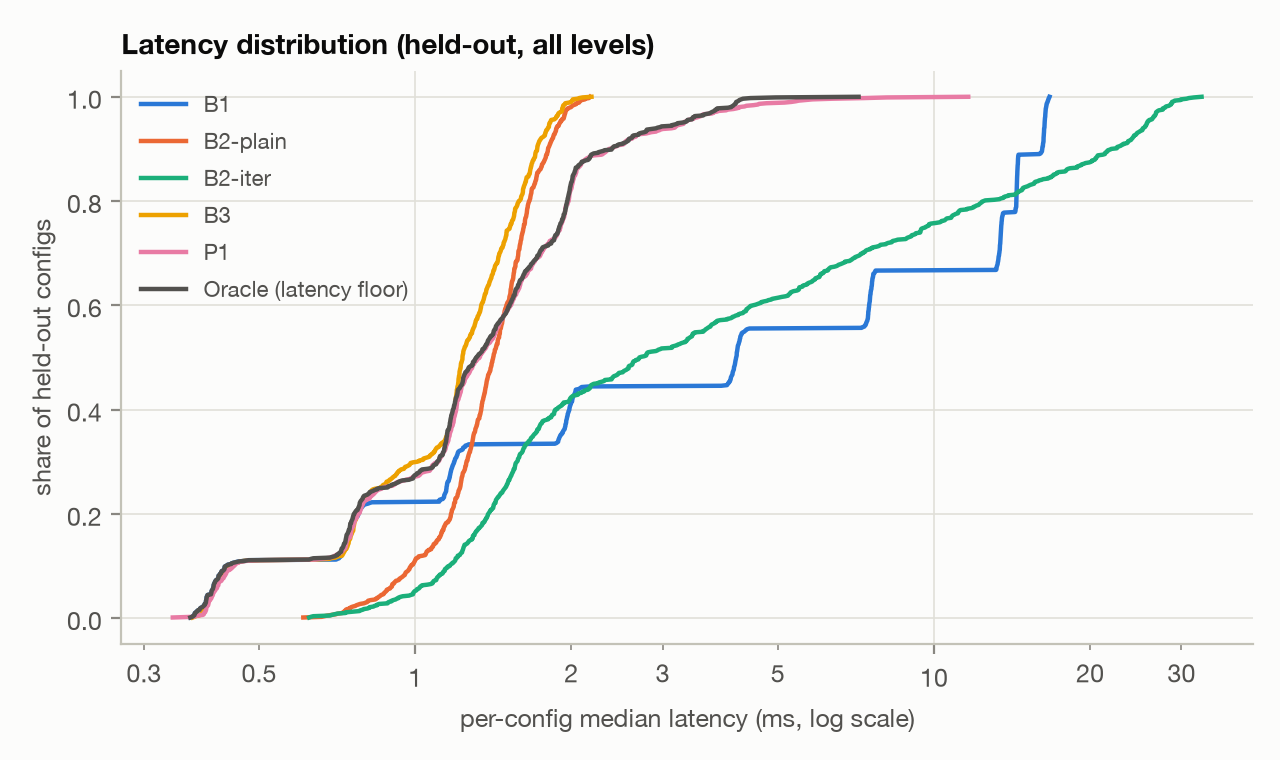 Latency distribution (held-out, all levels)
B1
B2-plain
B2-iter
B3
P1
Oracle (latency floor)
share of held-out configs
1.0
0.8
0.6
0.4
0.2
0.0
0.3 0.5 1 2 3 5 10 20 30
per-config median latency (ms, log scale)